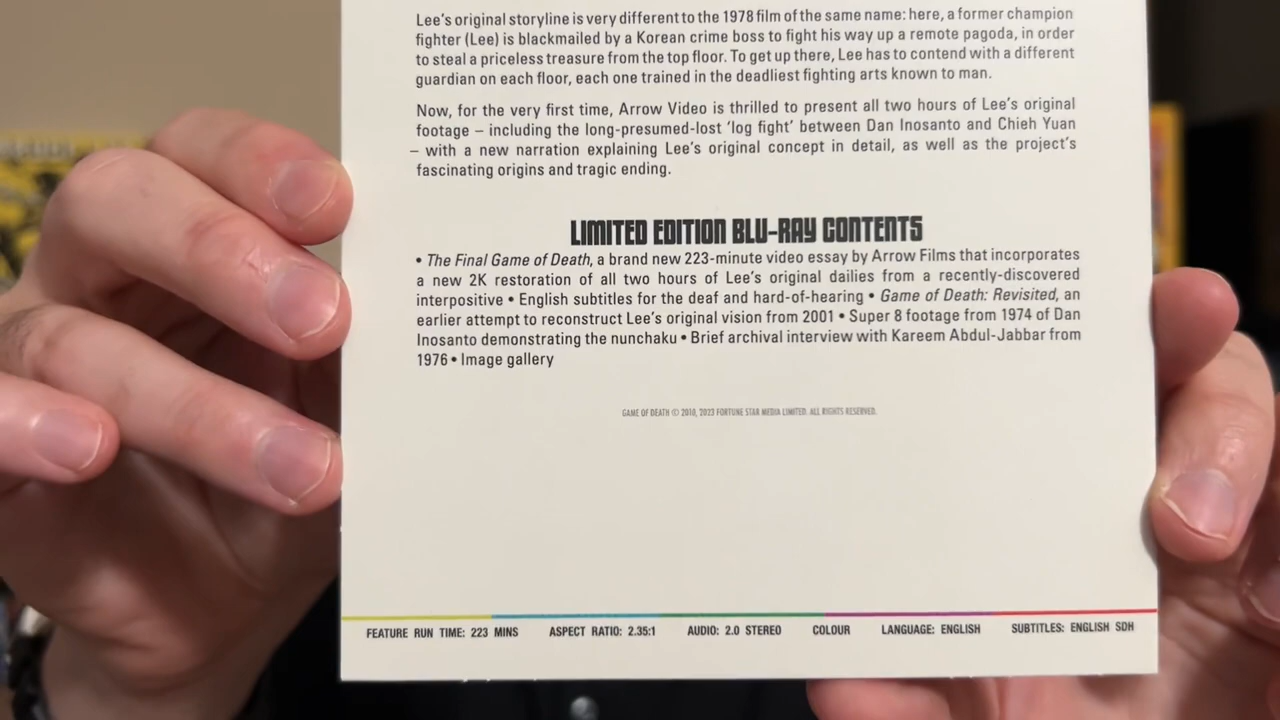 Lee's original storyline is very different to the 1978 film of the same name: here, a former champion
fighter (Lee) is blackmailed by a Korean crime boss to fight his way up a remote pagoda, in order
to steal a priceless treasure from the top floor. To get up there, Lee has to contend with a different
guardian on each floor, each one trained in the deadliest fighting arts known to man.
Now, for the very first time, Arrow Video is thrilled to present all two hours of Lee's original
footage – including the long-presumed-lost 'log fight' between Dan Inosanto and Chieh Yuan
– with a new narration explaining Lee's original concept in detail, as well as the project's
fascinating origins and tragic ending.
LIMITED EDITION BLU-RAY CONTENTS
• The Final Game of Death, a brand new 223-minute video essay by Arrow Films that incorporates
a new 2K restoration of all two hours of Lee's original dailies from a recently-discovered
interpositive • English subtitles for the deaf and hard-of-hearing • Game of Death: Revisited, an
earlier attempt to reconstruct Lee's original vision from 2001 • Super 8 footage from 1974 of Dan
Inosanto demonstrating the nunchaku • Brief archival interview with Kareem Abdul-Jabbar from
1976 • Image gallery
GAME OF DEATH © 2010, 2023 FORTUNE STAR MEDIA LIMITED. ALL RIGHTS RESERVED.
FEATURE RUN TIME: 223 MINS ASPECT RATIO: 2.35:1 AUDIO: 2.0 STEREO COLOUR LANGUAGE: ENGLISH SUBTITLES: ENGLISH SDH